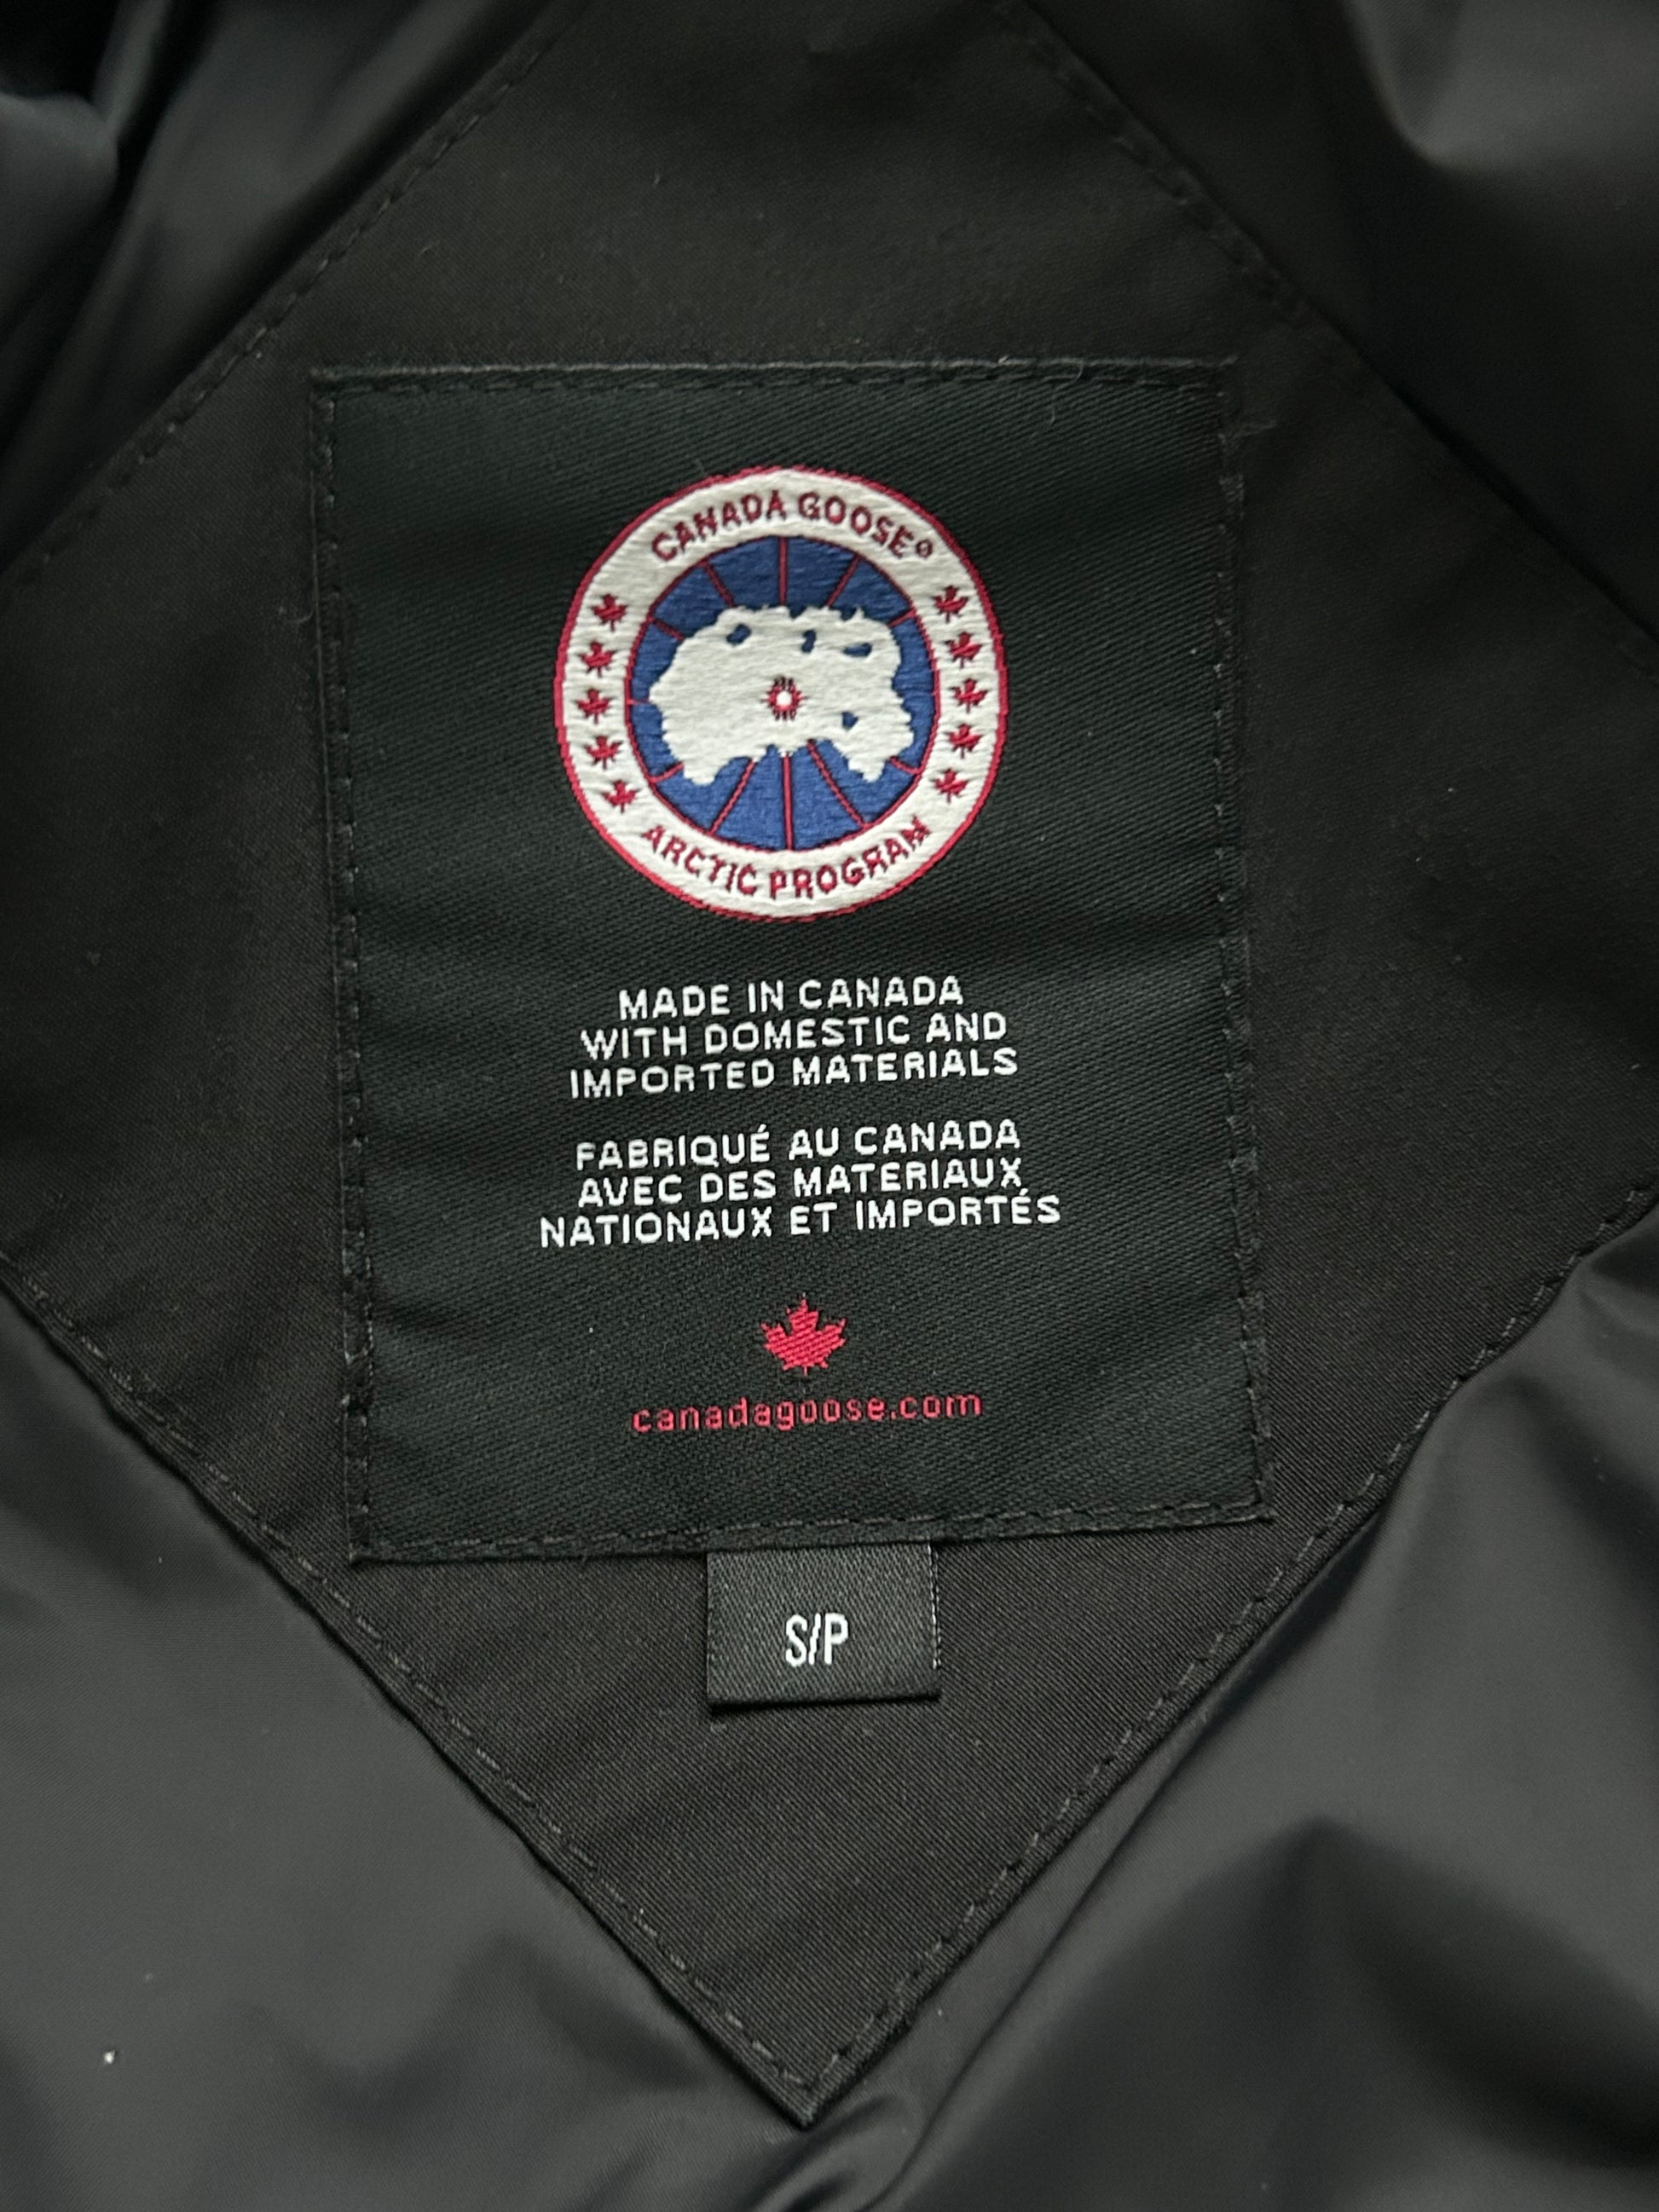 CANADA GOOSE®
ARCTIC PROGRAM
MADE IN CANADA
WITH DOMESTIC AND
IMPORTED MATERIALS
FABRIQUÉ AU CANADA
AVEC DES MATERIAUX
NATIONAUX ET IMPORTÉS
canadagoose.com
S/P